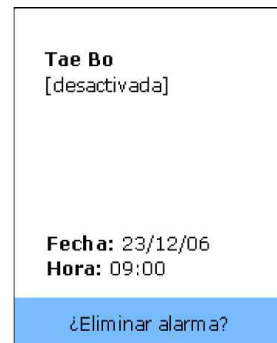 Tae Bo
[desactivada]
Fecha: 23/12/06
Hora: 09:00
¿Eliminar alarma?